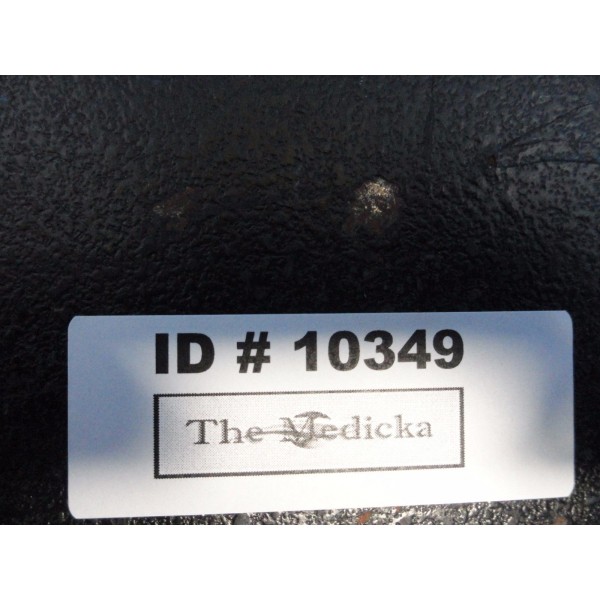 ID # 10349
The Medicka